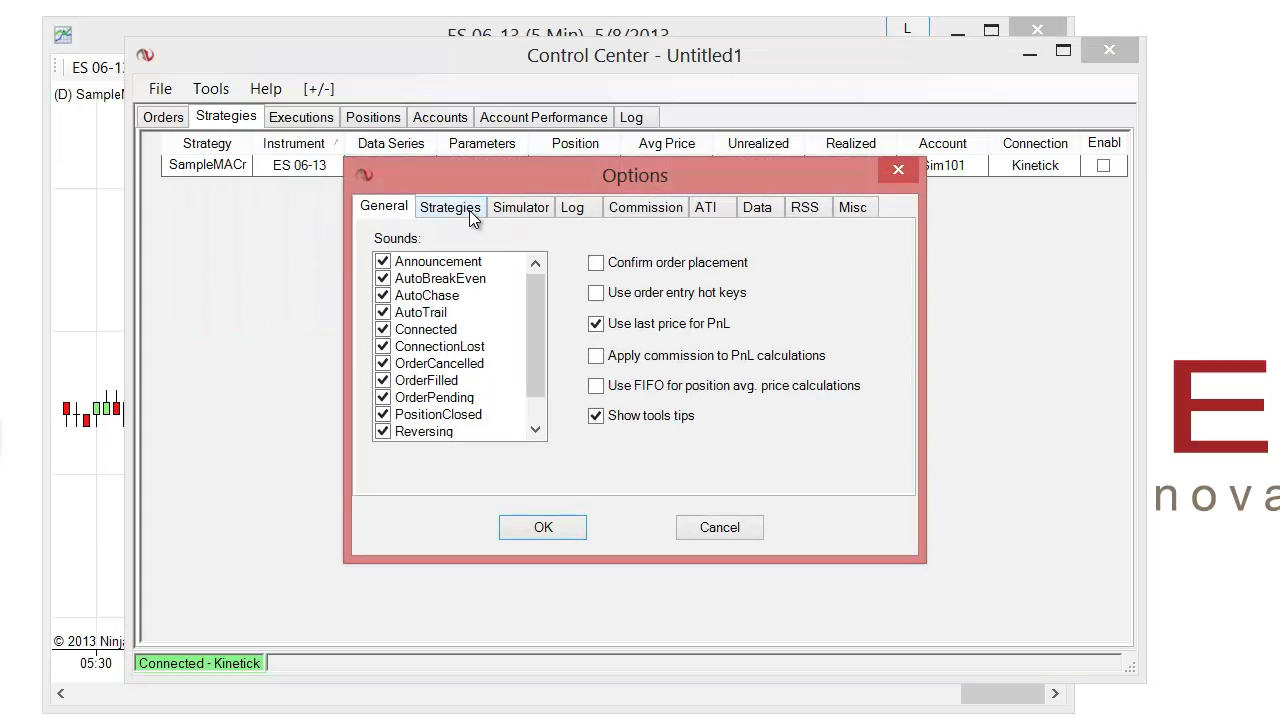 ES 06-13 (5 Min) 5/8/2013
L
ES 06-1
(D) Sample
Control Center - Untitled1
File Tools Help [+/-]
Orders Strategies Executions Positions Accounts Account Performance Log
Strategy Instrument Data Series Parameters Position Avg Price Unrealized Realized Account Connection Enabl
SampleMACr ES 06-13 Sim101 Kinetick
Options
General Strategies Simulator Log Commission ATI Data RSS Misc
Sounds:
Announcement
AutoBreakEven
AutoChase
AutoTrail
Connected
ConnectionLost
OrderCancelled
OrderFilled
OrderPending
PositionClosed
Reversing
Confirm order placement
Use order entry hot keys
Use last price for PnL
Apply commission to PnL calculations
Use FIFO for position avg. price calculations
Show tools tips
OK Cancel
© 2013 Ninj
05:30
Connected - Kinetick
E
nova